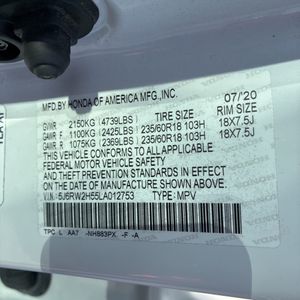 MFD.BY HONDA OF AMERICA MFG.,INC. 07/'20
GVWR 2150KG (4739LBS) TIRE SIZE RIM SIZE
GAWR F 1100KG (2425LBS) 235/60R18 103H 18X7.5J
GAWR R 1075KG (2369LBS) 235/60R18 103H 18X7.5J
THIS VEHICLE CONFORMS TO ALL APPLICABLE
FEDERAL MOTOR VEHICLE SAFETY
AND THEFT PREVENTION STANDARDS IN EFFECT ON
THE DATE OF MANUFACTURE SHOWN ABOVE.
V.I.N: 5J6RW2H55LA012753 TYPE: MPV
TPC L AA7 -NH883PX -F -A